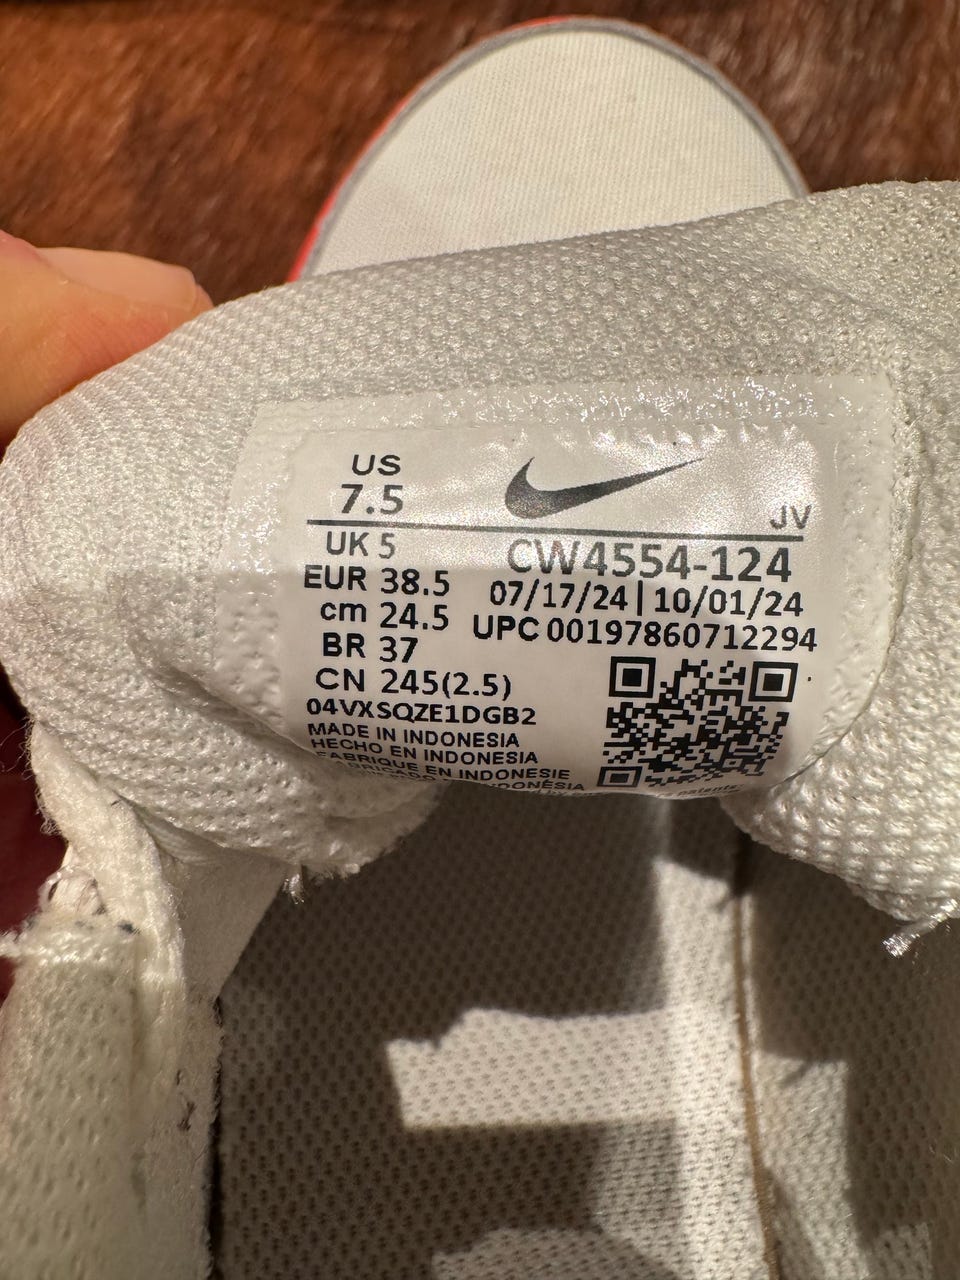 US
7.5
JV
UK 5
CW4554-124
EUR 38.5
07/17/24 | 10/01/24
cm 24.5
UPC 00197860712294
BR 37
CN 245(2.5)
04VXSQZE1DGB2
MADE IN INDONESIA
HECHO EN INDONESIA
FABRIQUE EN INDONESIE
INDONÉSIA
patents